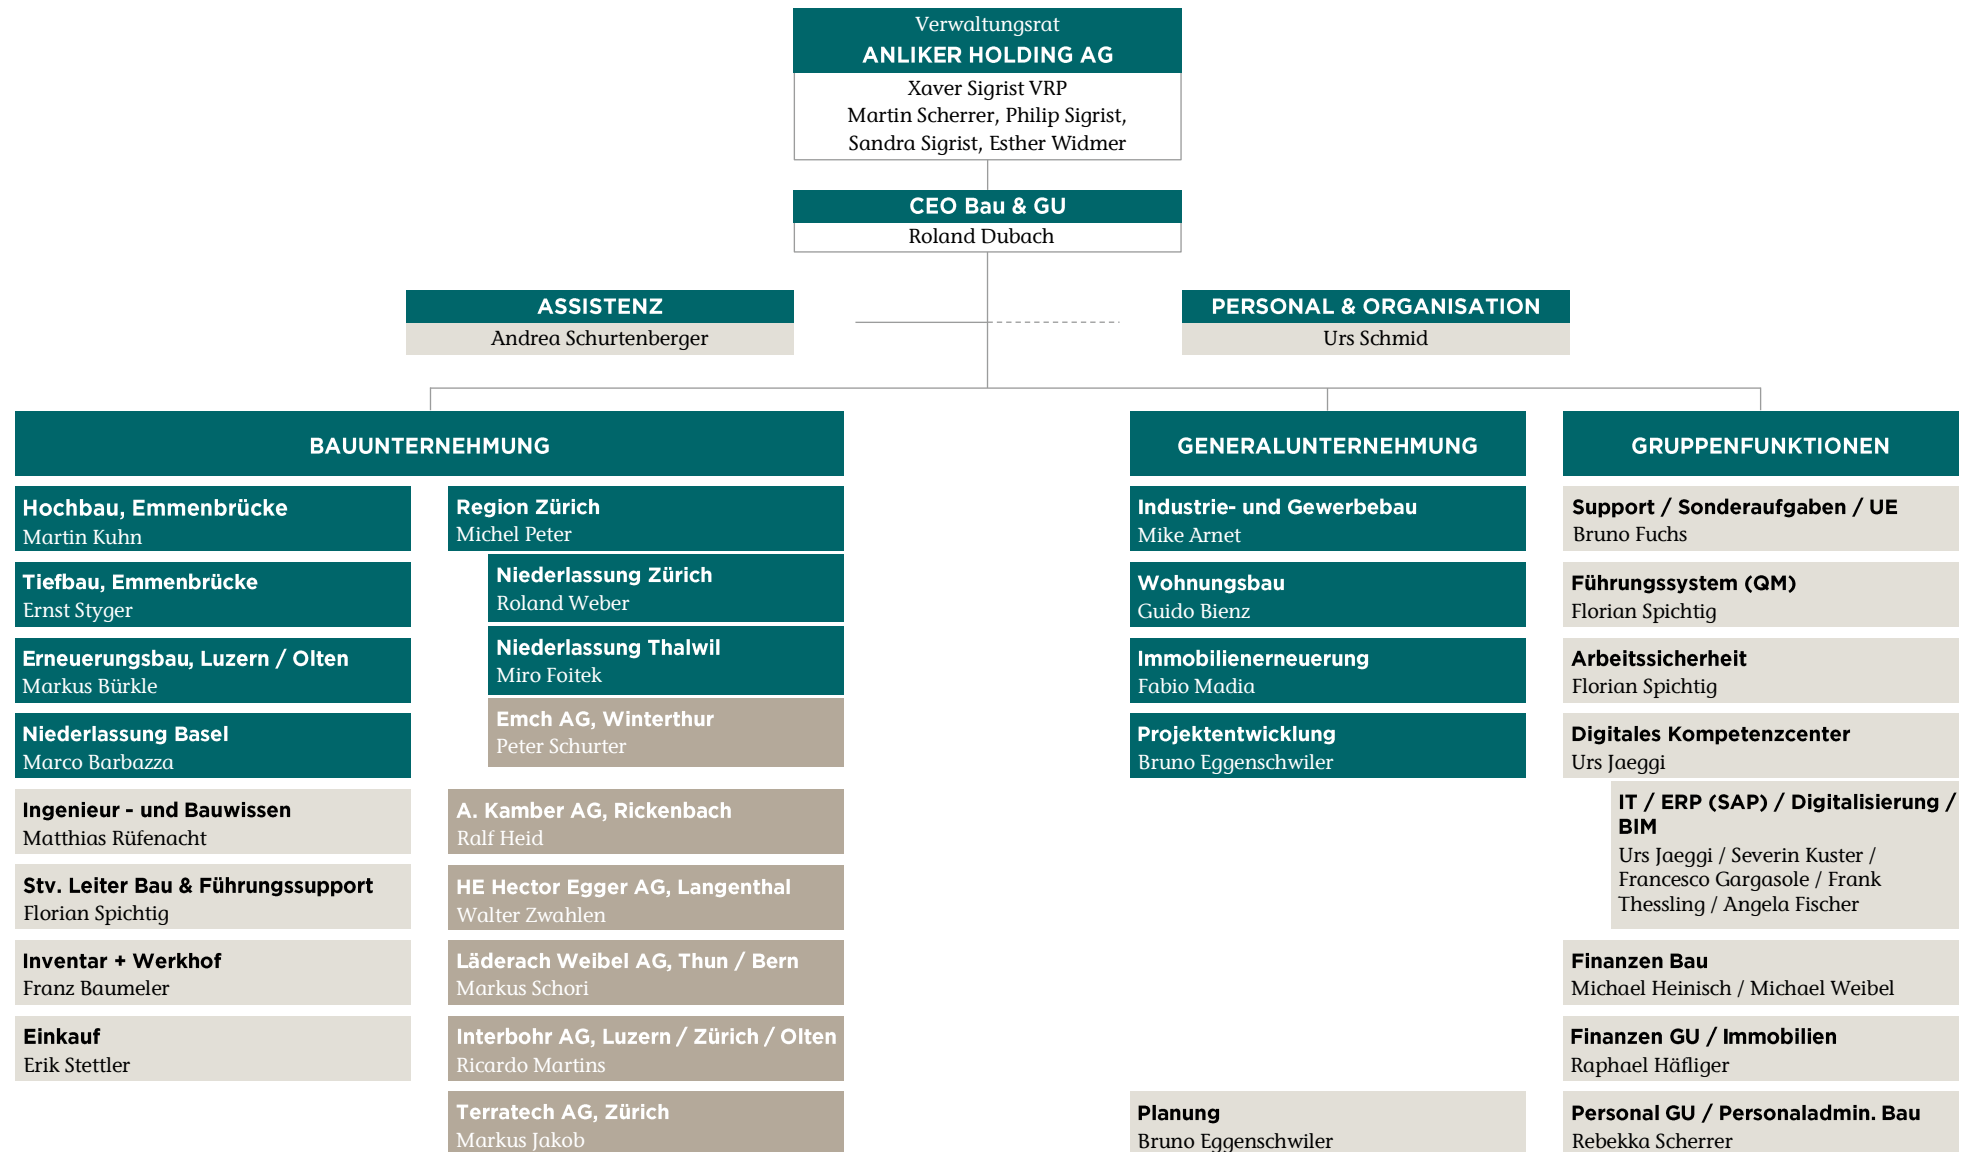 Verwaltungsrat
ANLIKER HOLDING AG
Xaver Sigrist VRP
Martin Scherrer, Philip Sigrist,
Sandra Sigrist, Esther Widmer
CEO Bau & GU
Roland Dubach
ASSISTENZ
Andrea Schurtenberger
PERSONAL & ORGANISATION
Urs Schmid
BAUUNTERNEHMUNG
Hochbau, Emmenbrücke
Martin Kuhn
Tiefbau, Emmenbrücke
Ernst Styger
Erneuerungsbau, Luzern / Olten
Markus Bürkle
Niederlassung Basel
Marco Barbazza
Ingenieur - und Bauwissen
Matthias Rüfenacht
Stv. Leiter Bau & Führungssupport
Florian Spichtig
Inventar + Werkhof
Franz Baumeler
Einkauf
Erik Stettler
Region Zürich
Michel Peter
Niederlassung Zürich
Roland Weber
Niederlassung Thalwil
Miro Foitek
Emch AG, Winterthur
Peter Schurter
A. Kamber AG, Rickenbach
Ralf Heid
HE Hector Egger AG, Langenthal
Walter Zwahlen
Läderach Weibel AG, Thun / Bern
Markus Schori
Interbohr AG, Luzern / Zürich / Olten
Ricardo Martins
Terratech AG, Zürich
Markus Jakob
GENERALUNTERNEHMUNG
Industrie- und Gewerbebau
Mike Arnet
Wohnungsbau
Guido Bienz
Immobilienerneuerung
Fabio Madia
Projektentwicklung
Bruno Eggenschwiler
Planung
Bruno Eggenschwiler
GRUPPENFUNKTIONEN
Support / Sonderaufgaben / UE
Bruno Fuchs
Führungssystem (QM)
Florian Spichtig
Arbeitssicherheit
Florian Spichtig
Digitales Kompetenzcenter
Urs Jaeggi
IT / ERP (SAP) / Digitalisierung /
BIM
Urs Jaeggi / Severin Kuster /
Francesco Gargasole / Frank
Thessling / Angela Fischer
Finanzen Bau
Michael Heinisch / Michael Weibel
Finanzen GU / Immobilien
Raphael Häfliger
Personal GU / Personaladmin. Bau
Rebekka Scherrer